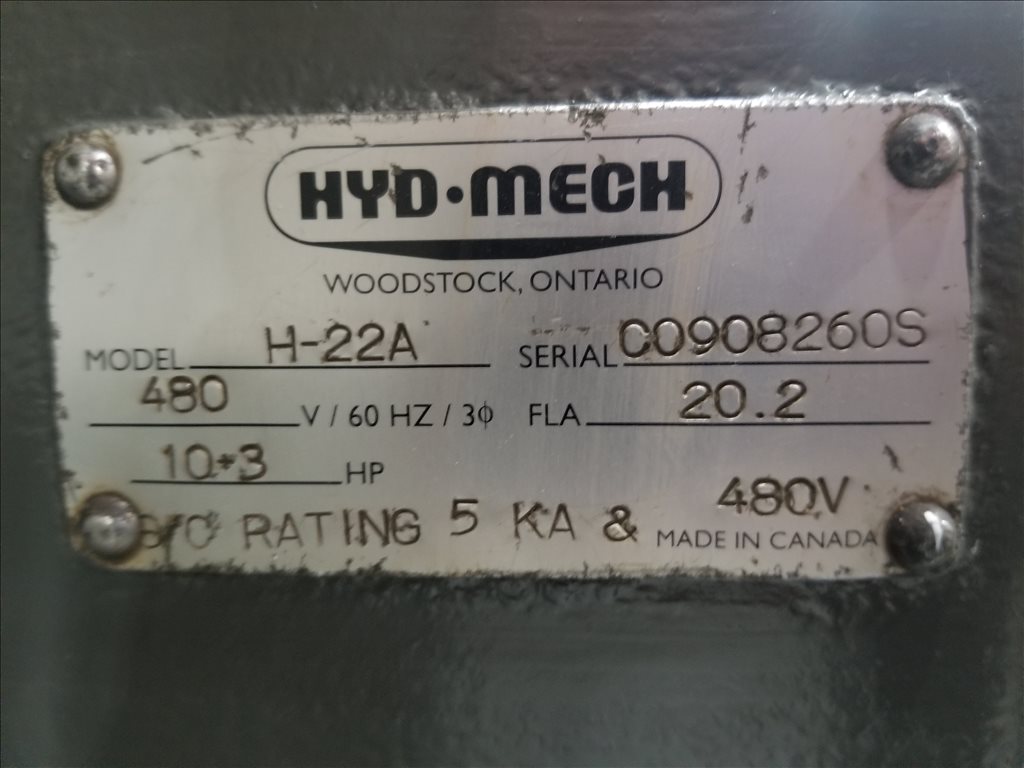 HYD·MECH
WOODSTOCK, ONTARIO
MODEL H-22A SERIAL C0908260S
480 V / 60 HZ / 3ϕ FLA 20.2
10+3 HP
S/C RATING 5 KA & 480V
MADE IN CANADA